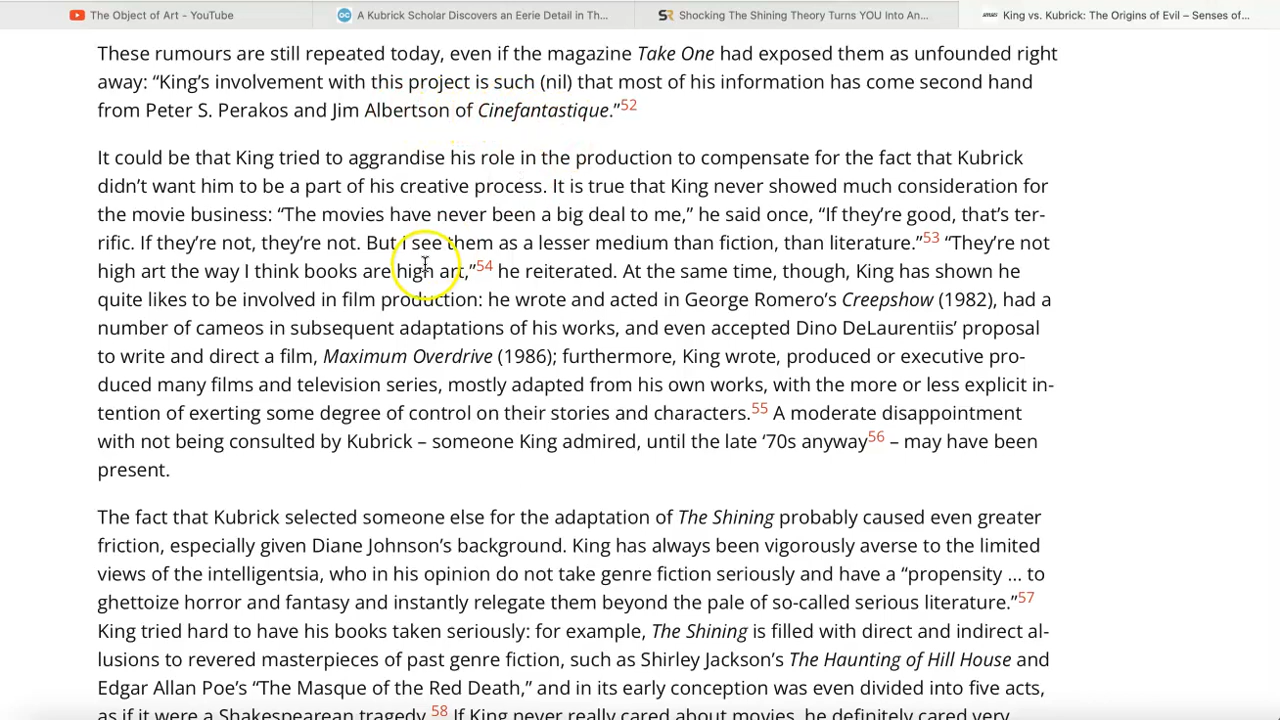 The Object of Art - YouTube
A Kubrick Scholar Discovers an Eerie Detail in Th...
Shocking The Shining Theory Turns YOU Into An...
King vs. Kubrick: The Origins of Evil – Senses of...
These rumours are still repeated today, even if the magazine Take One had exposed them as unfounded right
away: “King’s involvement with this project is such (nil) that most of his information has come second hand
from Peter S. Perakos and Jim Albertson of Cinefantastique.”52
It could be that King tried to aggrandise his role in the production to compensate for the fact that Kubrick
didn’t want him to be a part of his creative process. It is true that King never showed much consideration for
the movie business: “The movies have never been a big deal to me,” he said once, “If they’re good, that’s ter-
rific. If they’re not, they’re not. But I see them as a lesser medium than fiction, than literature.”53 “They’re not
high art the way I think books are high art,”54 he reiterated. At the same time, though, King has shown he
quite likes to be involved in film production: he wrote and acted in George Romero’s Creepshow (1982), had a
number of cameos in subsequent adaptations of his works, and even accepted Dino DeLaurentiis’ proposal
to write and direct a film, Maximum Overdrive (1986); furthermore, King wrote, produced or executive pro-
duced many films and television series, mostly adapted from his own works, with the more or less explicit in-
tention of exerting some degree of control on their stories and characters.55 A moderate disappointment
with not being consulted by Kubrick – someone King admired, until the late ‘70s anyway56 – may have been
present.
The fact that Kubrick selected someone else for the adaptation of The Shining probably caused even greater
friction, especially given Diane Johnson’s background. King has always been vigorously averse to the limited
views of the intelligentsia, who in his opinion do not take genre fiction seriously and have a “propensity … to
ghettoize horror and fantasy and instantly relegate them beyond the pale of so-called serious literature.”57
King tried hard to have his books taken seriously: for example, The Shining is filled with direct and indirect al-
lusions to revered masterpieces of past genre fiction, such as Shirley Jackson’s The Haunting of Hill House and
Edgar Allan Poe’s “The Masque of the Red Death,” and in its early conception was even divided into five acts,
as if it were a Shakespearean tragedy.58 If King never really cared about movies, he definitely cared very